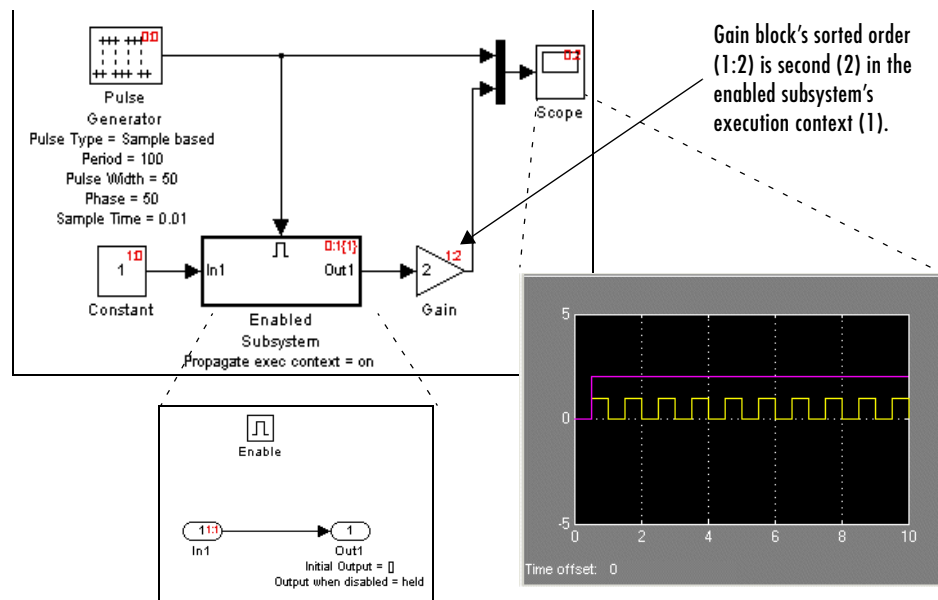 0:0
Pulse
Generator
Pulse Type = Sample based
Period = 100
Pulse Width = 50
Phase = 50
Sample Time = 0.01
0:2
Scope
Gain block's sorted order
(1:2) is second (2) in the
enabled subsystem's
execution context (1).
1:0
1
Constant
0:1{1}
In1
Out1
Enabled
Subsystem
Propagate exec context = on
1:2
2
Gain
Enable
1
1:1
In1
1
Out1
Initial Output = []
Output when disabled = held
5
0
-5
0
2
4
6
8
10
Time offset: 0